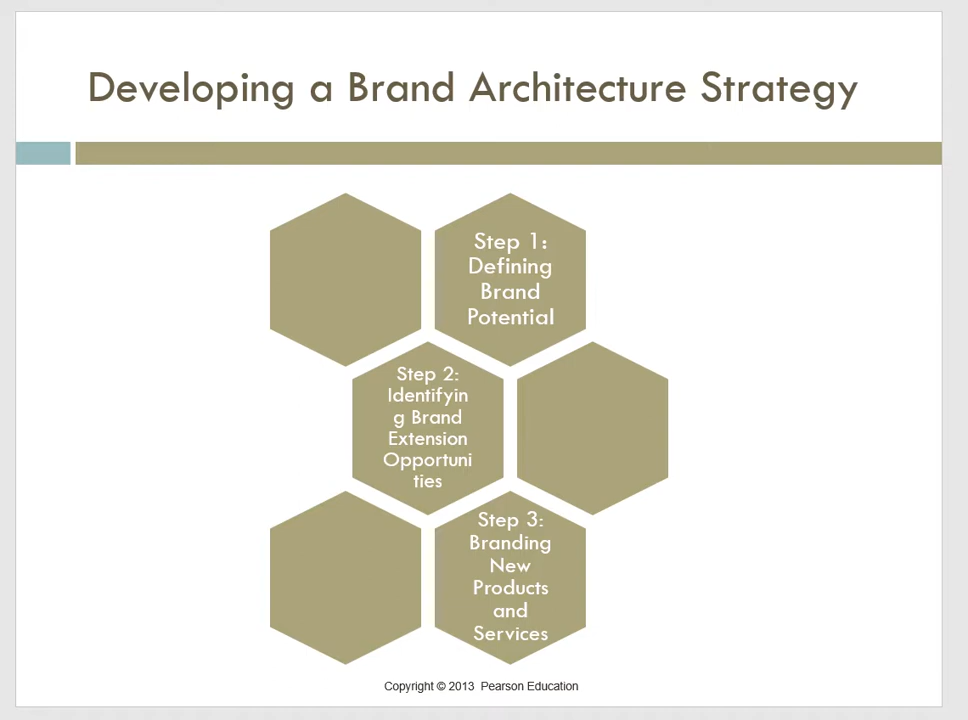 Developing a Brand Architecture Strategy
Step 1:
Defining
Brand
Potential
Step 2:
Identifyin
g Brand
Extension
Opportuni
ties
Step 3:
Branding
New
Products
and
Services
Copyright © 2013 Pearson Education